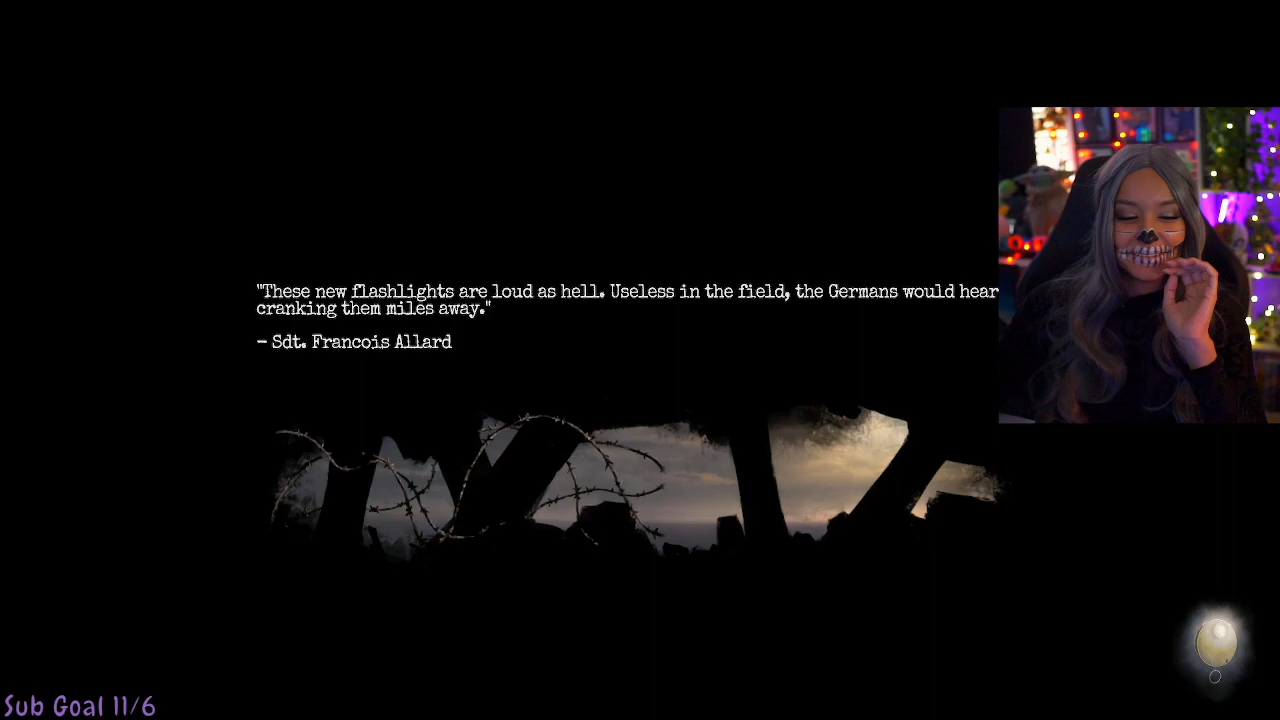 "These new flashlights are loud as hell. Useless in the field, the Germans would hear
cranking them miles away."
– Sdt. Francois Allard
Sub Goal 11/6